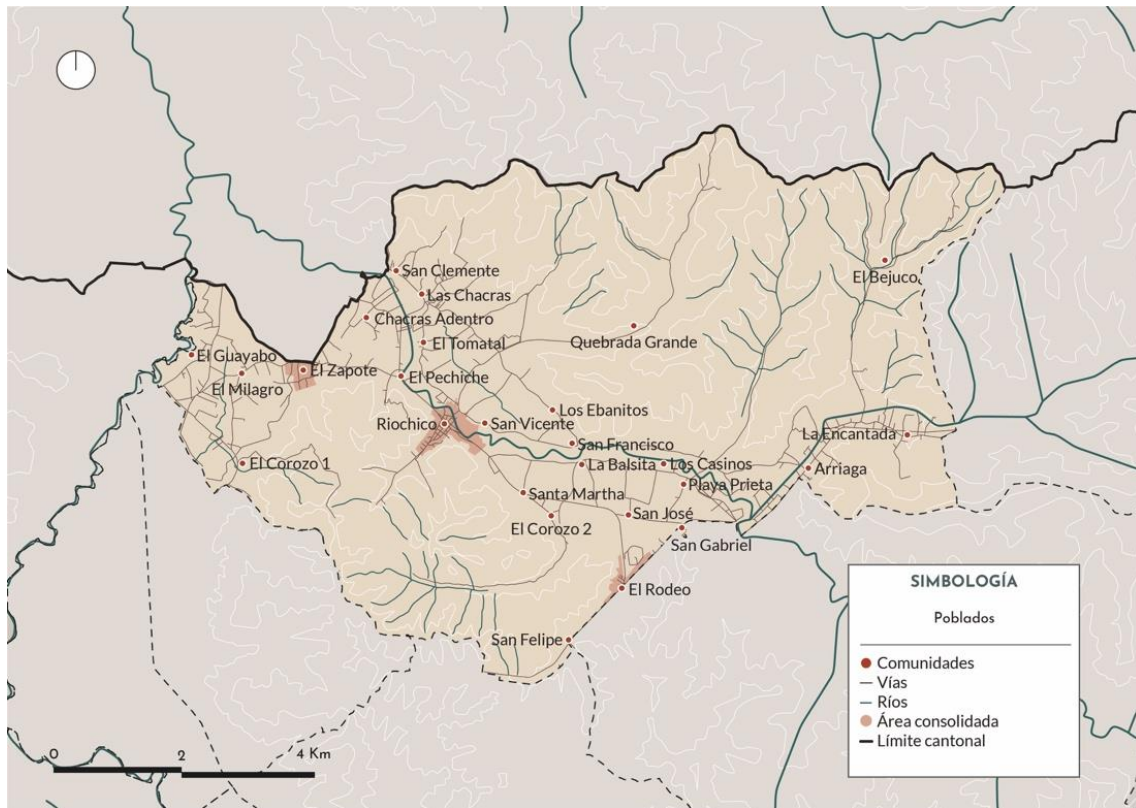 San Clemente
Las Chacras
El Bejuco
Chacras Adentro
Quebrada Grande
El Tomatal
El Guayabo
El Zapote
El Milagro
El Pechiche
Los Ebanitos
Riochico
San Vicente
La Encantada
San Francisco
El Corozo 1
La Balsita
Los Casinos
Arriaga
Playa Prieta
Santa Martha
San José
El Corozo 2
San Gabriel
El Rodeo
San Felipe
SIMBOLOGÍA
Poblados
Comunidades
Vías
Ríos
Área consolidada
Límite cantonal
0 2 4 Km